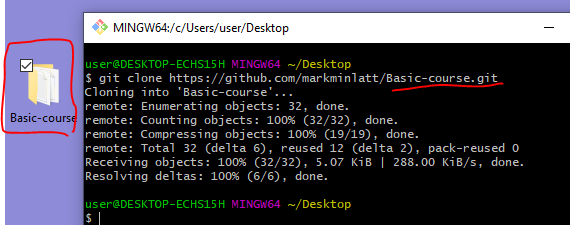 MINGW64:/c/Users/user/Desktop
user@DESKTOP-ECHS15H MINGW64 ~/Desktop
$ git clone https://github.com/markminlatt/Basic-course.git
Cloning into 'Basic-course'...
remote: Enumerating objects: 32, done.
remote: Counting objects: 100% (32/32), done.
remote: Compressing objects: 100% (19/19), done.
remote: Total 32 (delta 6), reused 12 (delta 2), pack-reused 0
Receiving objects: 100% (32/32), 5.07 KiB | 288.00 KiB/s, done.
Resolving deltas: 100% (6/6), done.
user@DESKTOP-ECHS15H MINGW64 ~/Desktop
$
Basic-course